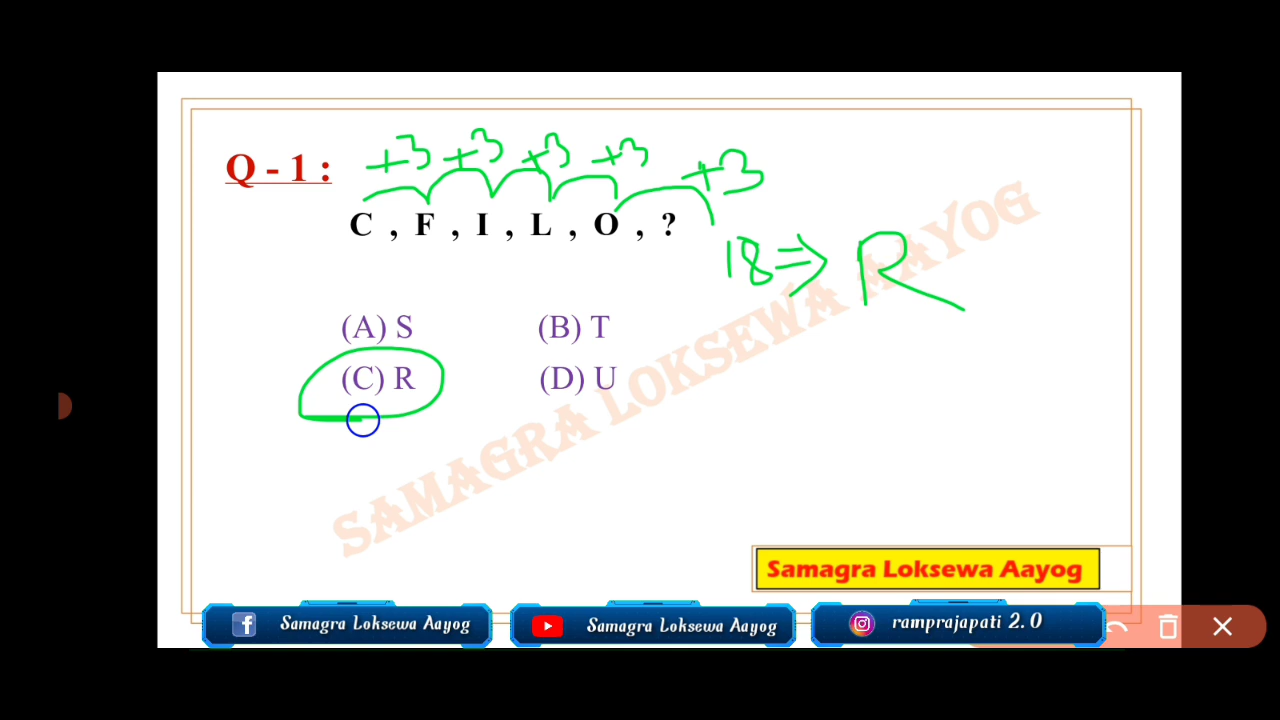 +3 +3 +3 +3 +3
Q - 1 :
C , F , I , L , O , ?
18 ⇒ R
(A) S (B) T
(C) R (D) U
SAMAGRA LOKSEWA AAYOG
Samagra Loksewa Aayog
Samagra Loksewa Aayog Samagra Loksewa Aayog ramprajapati 2.0